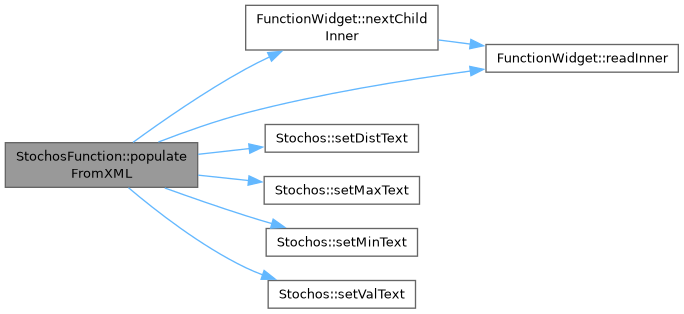 FunctionWidget::nextChild
Inner
FunctionWidget::readInner
Stochos::setDistText
StochosFunction::populate
FromXML
Stochos::setMaxText
Stochos::setMinText
Stochos::setValText